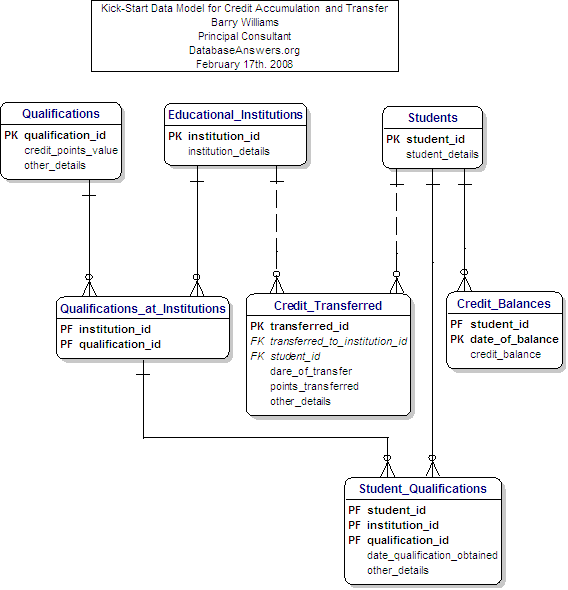 Kick-Start Data Model for Credit Accumulation and Transfer
Barry Williams
Principal Consultant
DatabaseAnswers.org
February 17th. 2008
Qualifications
PK qualification_id
credit_points_value
other_details
Educational_Institutions
PK institution_id
institution_details
Students
PK student_id
student_details
Qualifications_at_Institutions
PF institution_id
PF qualification_id
Credit_Transferred
PK transferred_id
FK transferred_to_institution_id
FK student_id
dare_of_transfer
points_transferred
other_details
Credit_Balances
PF student_id
PK date_of_balance
credit_balance
Student_Qualifications
PF student_id
PF institution_id
PF qualification_id
date_qualification_obtained
other_details